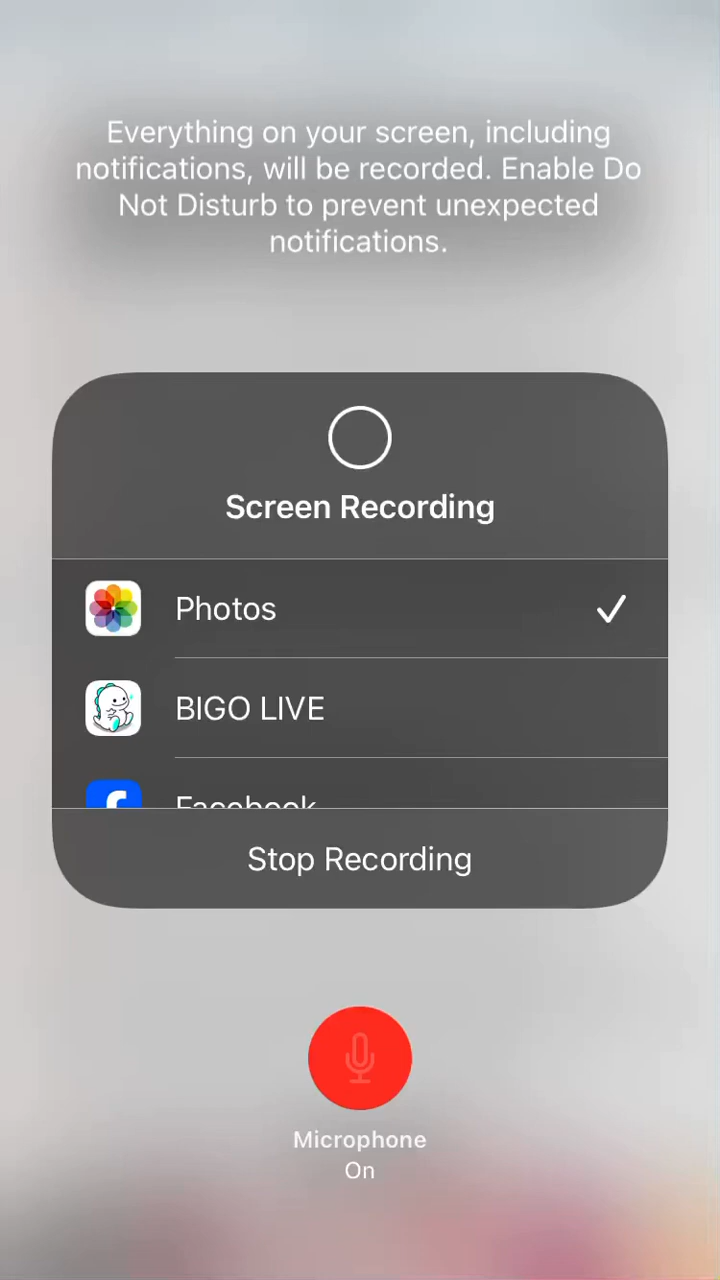 Everything on your screen, including
notifications, will be recorded. Enable Do
Not Disturb to prevent unexpected
notifications.
Screen Recording
Photos
BIGO LIVE
Facebook
Stop Recording
Microphone
On